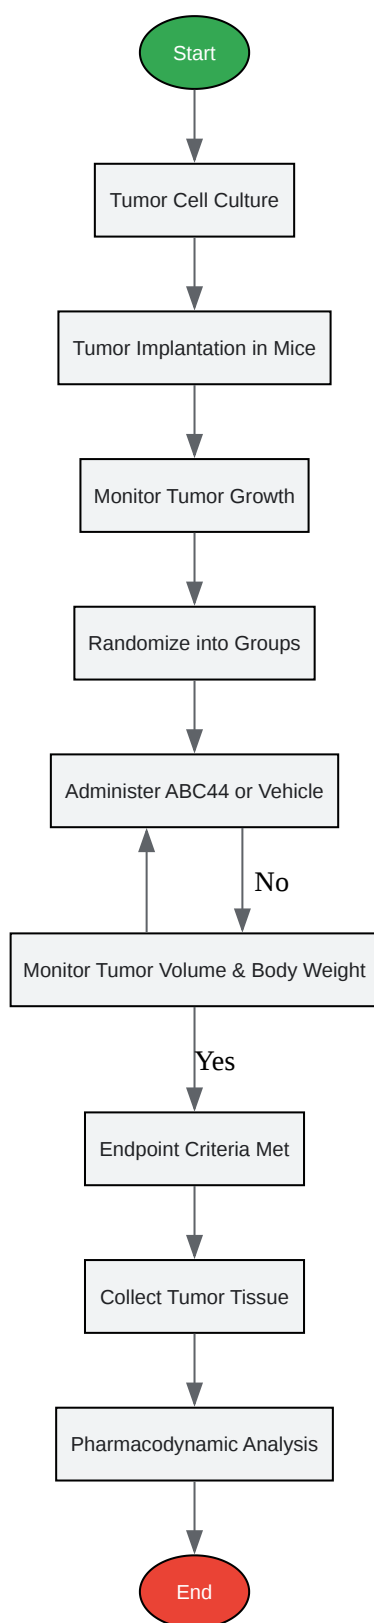 Start
Tumor Cell Culture
Tumor Implantation in Mice
Monitor Tumor Growth
Randomize into Groups
Administer ABC44 or Vehicle
No
Monitor Tumor Volume & Body Weight
Yes
Endpoint Criteria Met
Collect Tumor Tissue
Pharmacodynamic Analysis
End